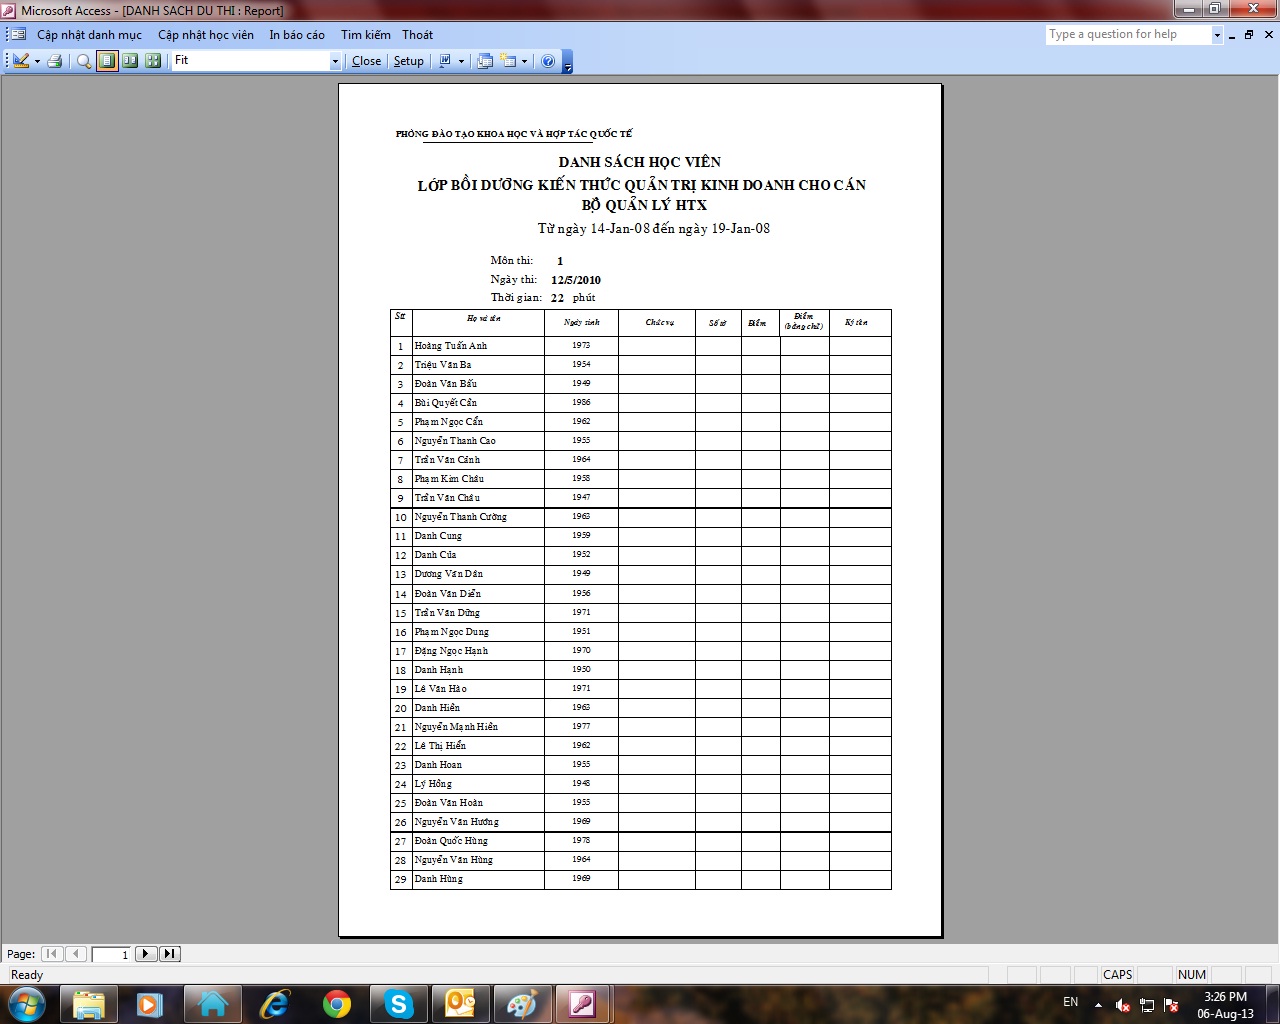 Microsoft Access - [DANH SACH DU THI : Report]
Cập nhật danh mục Cập nhật học viên In báo cáo Tìm kiếm Thoát Type a question for help
Fit Close Setup
PHÒNG ĐÀO TẠO KHOA HỌC VÀ HỢP TÁC QUỐC TẾ
DANH SÁCH HỌC VIÊN
LỚP BỒI DƯỠNG KIẾN THỨC QUẢN TRỊ KINH DOANH CHO CÁN
BỘ QUẢN LÝ HTX
Từ ngày 14-Jan-08 đến ngày 19-Jan-08
Môn thi: 1
Ngày thi: 12/5/2010
Thời gian: 22 phút
Stt Họ và tên Ngày sinh Chức vụ Số tờ Điểm Điểm (bằng chữ) Ký tên
1 Hoàng Tuấn Anh 1973
2 Triệu Văn Ba 1954
3 Đoàn Văn Bấu 1949
4 Bùi Quyết Cần 1986
5 Phạm Ngọc Cẩn 1962
6 Nguyễn Thanh Cao 1955
7 Trần Văn Cảnh 1964
8 Phạm Kim Châu 1958
9 Trần Văn Châu 1947
10 Nguyễn Thanh Cường 1963
11 Danh Cung 1959
12 Danh Của 1952
13 Dương Văn Dân 1949
14 Đoàn Văn Diển 1956
15 Trần Văn Dững 1971
16 Phạm Ngọc Dung 1951
17 Đặng Ngọc Hạnh 1970
18 Danh Hạnh 1950
19 Lê Văn Hào 1971
20 Danh Hiền 1963
21 Nguyễn Mạnh Hiền 1977
22 Lê Thị Hiển 1962
23 Danh Hoan 1955
24 Lý Hồng 1948
25 Đoàn Văn Hoàn 1955
26 Nguyễn Văn Hường 1969
27 Đoàn Quốc Hùng 1978
28 Nguyễn Văn Hùng 1964
29 Danh Hùng 1969
Page: 1
Ready CAPS NUM
EN 3:26 PM
06-Aug-13